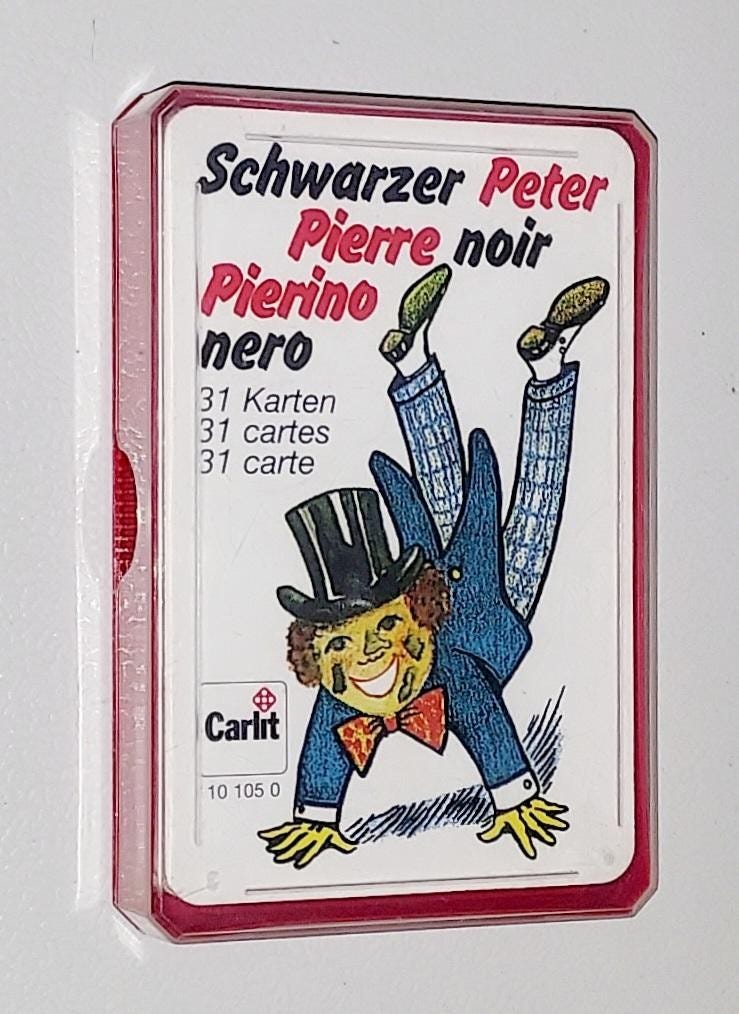 Schwarzer Peter
Pierre noir
Pierino
nero
31 Karten
31 cartes
31 carte
Carlit
10 105 0